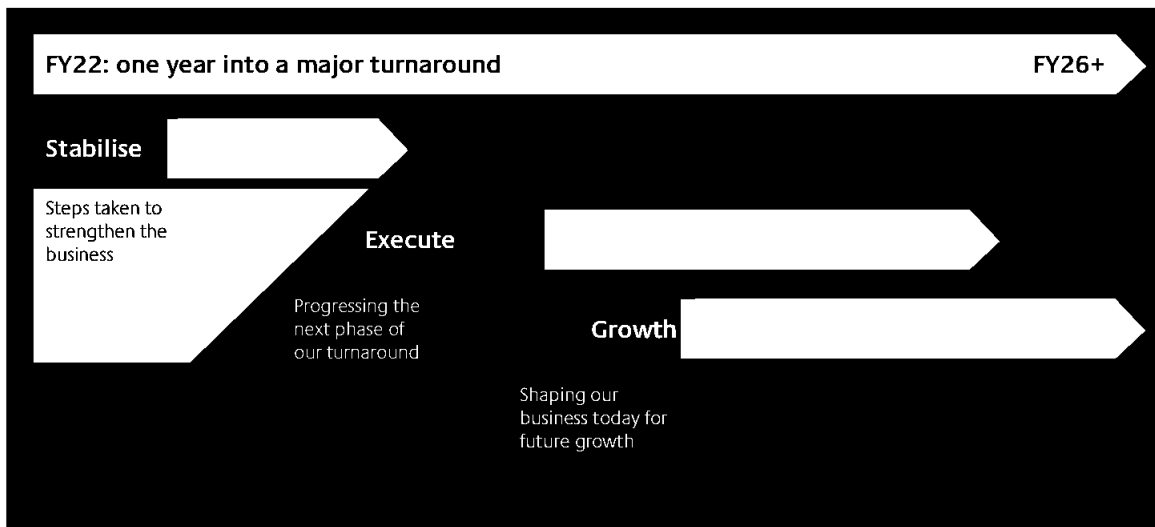 FY22: one year into a major turnaround FY26+
Stabilise
Steps taken to
strengthen the
business
Execute
Progressing the
next phase of
our turnaround
Growth
Shaping our
business today for
future growth